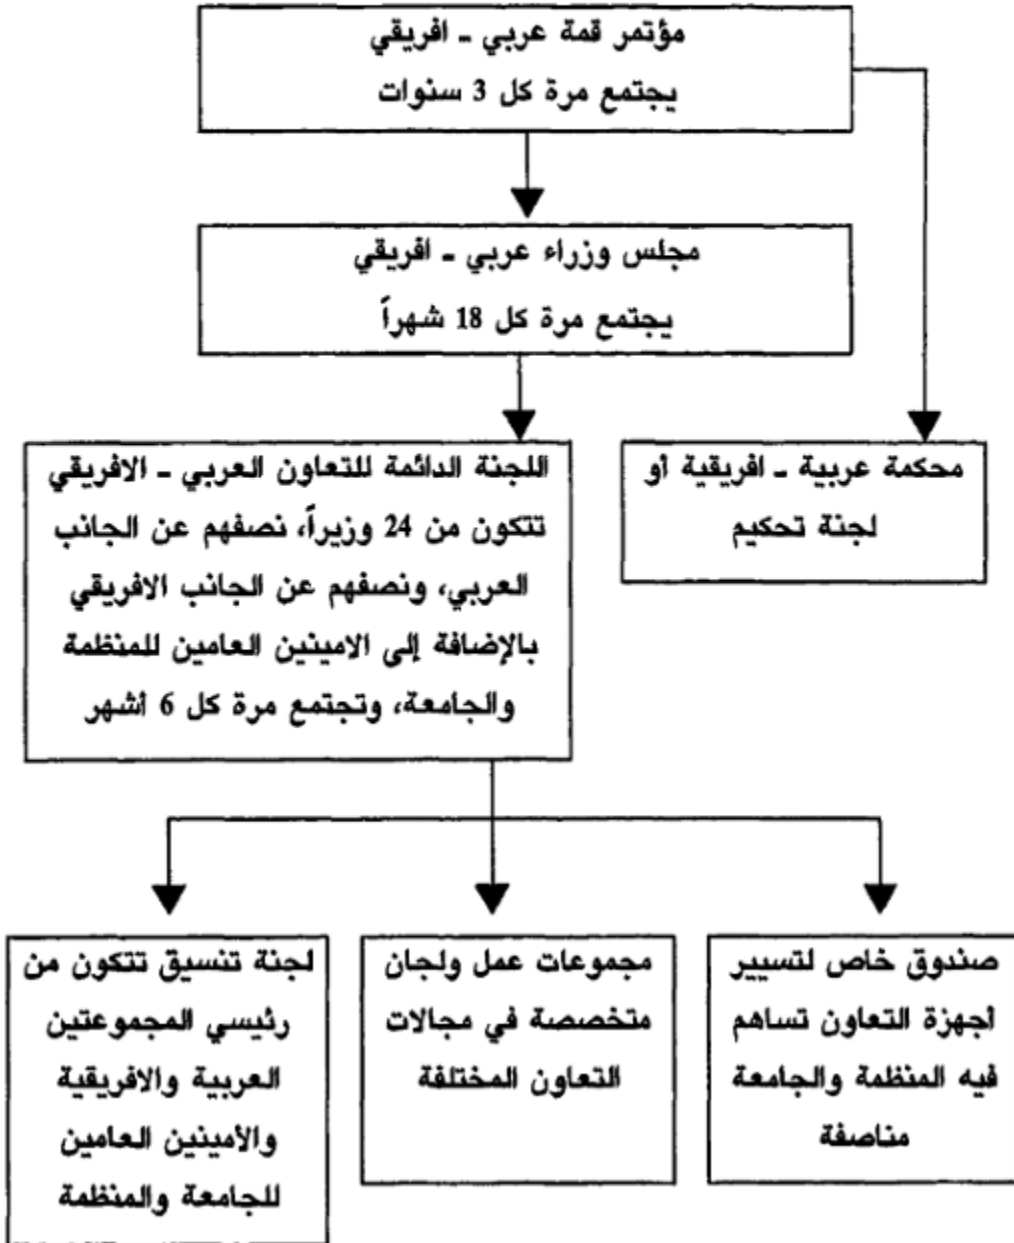 مؤتمر قمة عربي ـ افريقي
يجتمع مرة كل 3 سنوات
مجلس وزراء عربي ـ افريقي
يجتمع مرة كل 18 شهراً
محكمة عربية ـ افريقية أو
لجنة تحكيم
اللجنة الدائمة للتعاون العربي ـ الافريقي
تتكون من 24 وزيراً، نصفهم عن الجانب
العربي، ونصفهم عن الجانب الافريقي
بالإضافة إلى الامينين العامين للمنظمة
والجامعة، وتجتمع مرة كل 6 أشهر
صندوق خاص لتسيير
أجهزة التعاون تساهم
فيه المنظمة والجامعة
مناصفة
مجموعات عمل ولجان
متخصصة في مجالات
التعاون المختلفة
لجنة تنسيق تتكون من
رئيسي المجموعتين
العربية والافريقية
والأمينين العامين
للجامعة والمنظمة